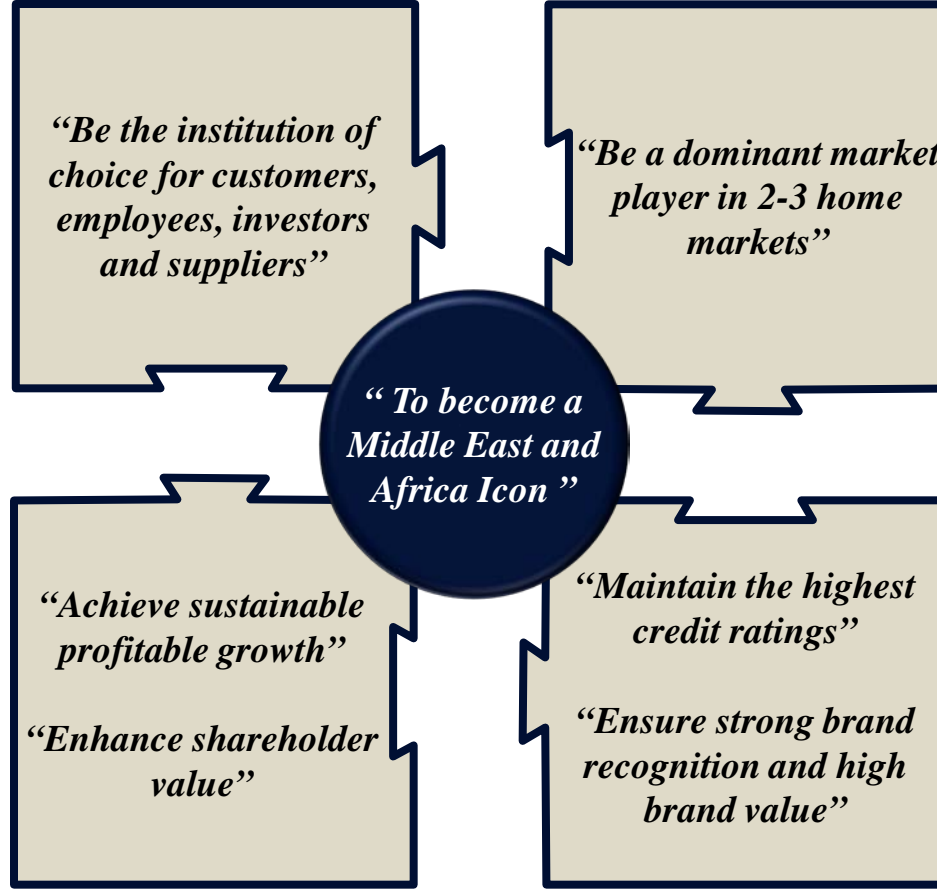 “Be the institution of
choice for customers,
employees, investors
and suppliers”
“Be a dominant market
player in 2-3 home
markets”
“ To become a
Middle East and
Africa Icon ”
“Achieve sustainable
profitable growth”
“Enhance shareholder
value”
“Maintain the highest
credit ratings”
“Ensure strong brand
recognition and high
brand value”